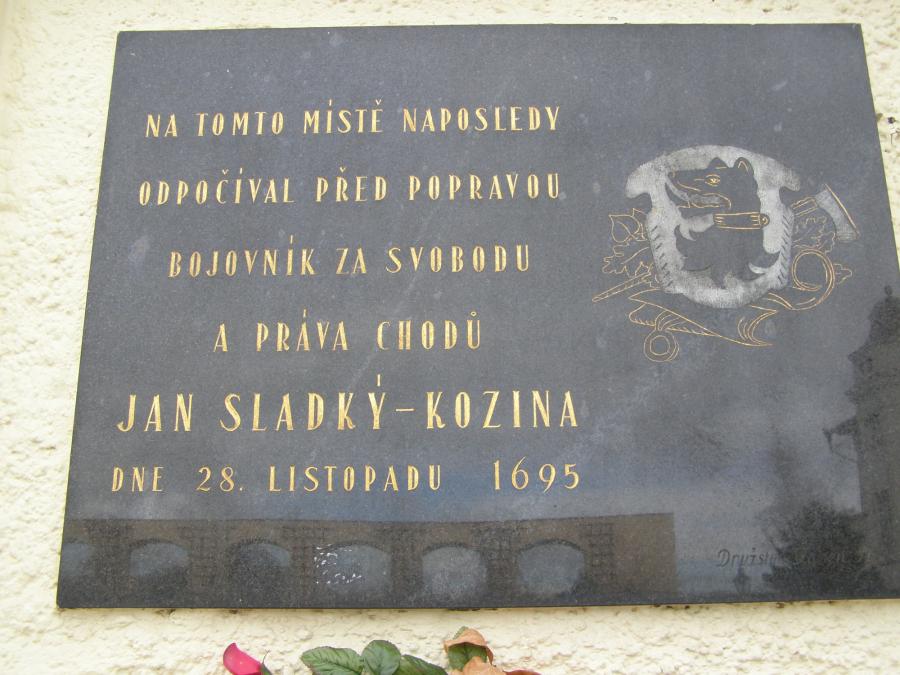 NA TOMTO MÍSTĚ NAPOSLEDY
ODPOČÍVAL PŘED POPRAVOU
BOJOVNÍK ZA SVOBODU
A PRÁVA CHODŮ
JAN SLADKÝ-KOZINA
DNE 28. LISTOPADU 1695